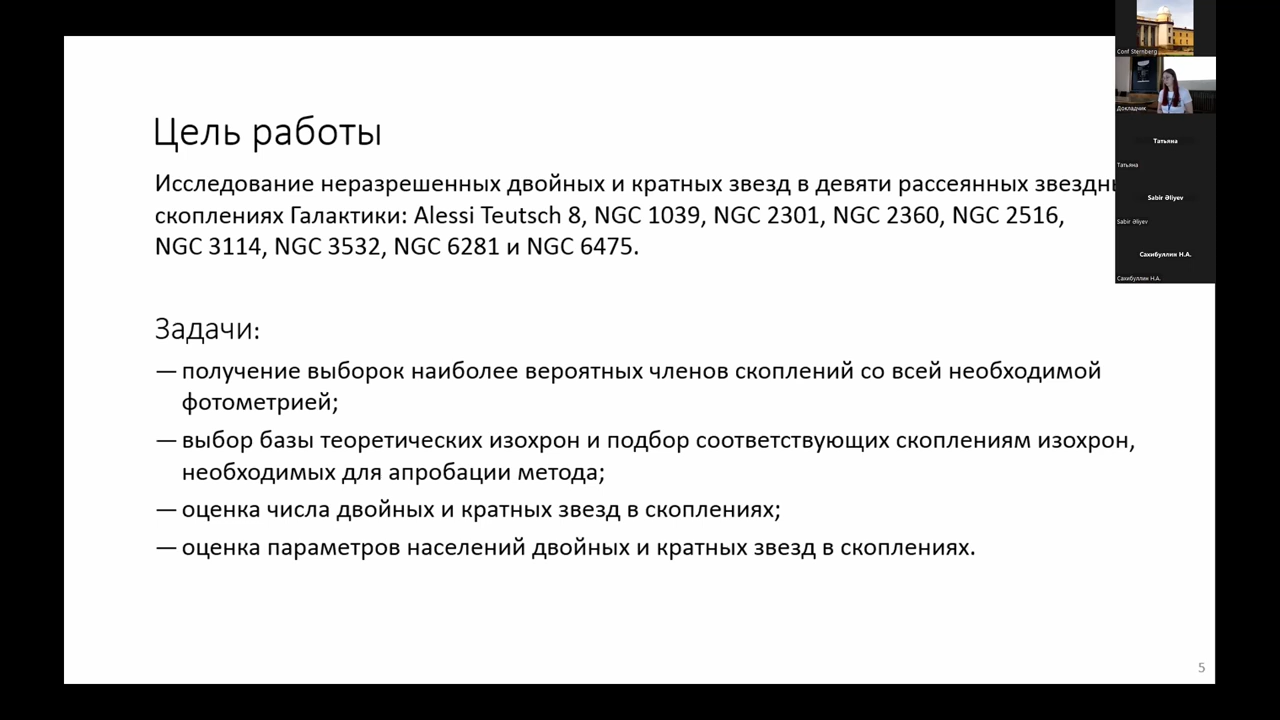 Цель работы
Исследование неразрешенных двойных и кратных звезд в девяти рассеянных
скоплениях Галактики: Alessi Teutsch 8, NGC 1039, NGC 2301, NGC 2360, NGC 2516,
NGC 3114, NGC 3532, NGC 6281 и NGC 6475.
Задачи:
— получение выборок наиболее вероятных членов скоплений со всей необходимой
фотометрией;
— выбор базы теоретических изохрон и подбор соответствующих скоплениям изохрон,
необходимых для апробации метода;
— оценка числа двойных и кратных звезд в скоплениях;
— оценка параметров населений двойных и кратных звезд в скоплениях.
5
Conf Sternberg
Докладчик
Татьяна
Татьяна
Sabir Əliyev
Sabir Əliyev
Сахибуллин Н.А.
Сахибуллин Н.А.